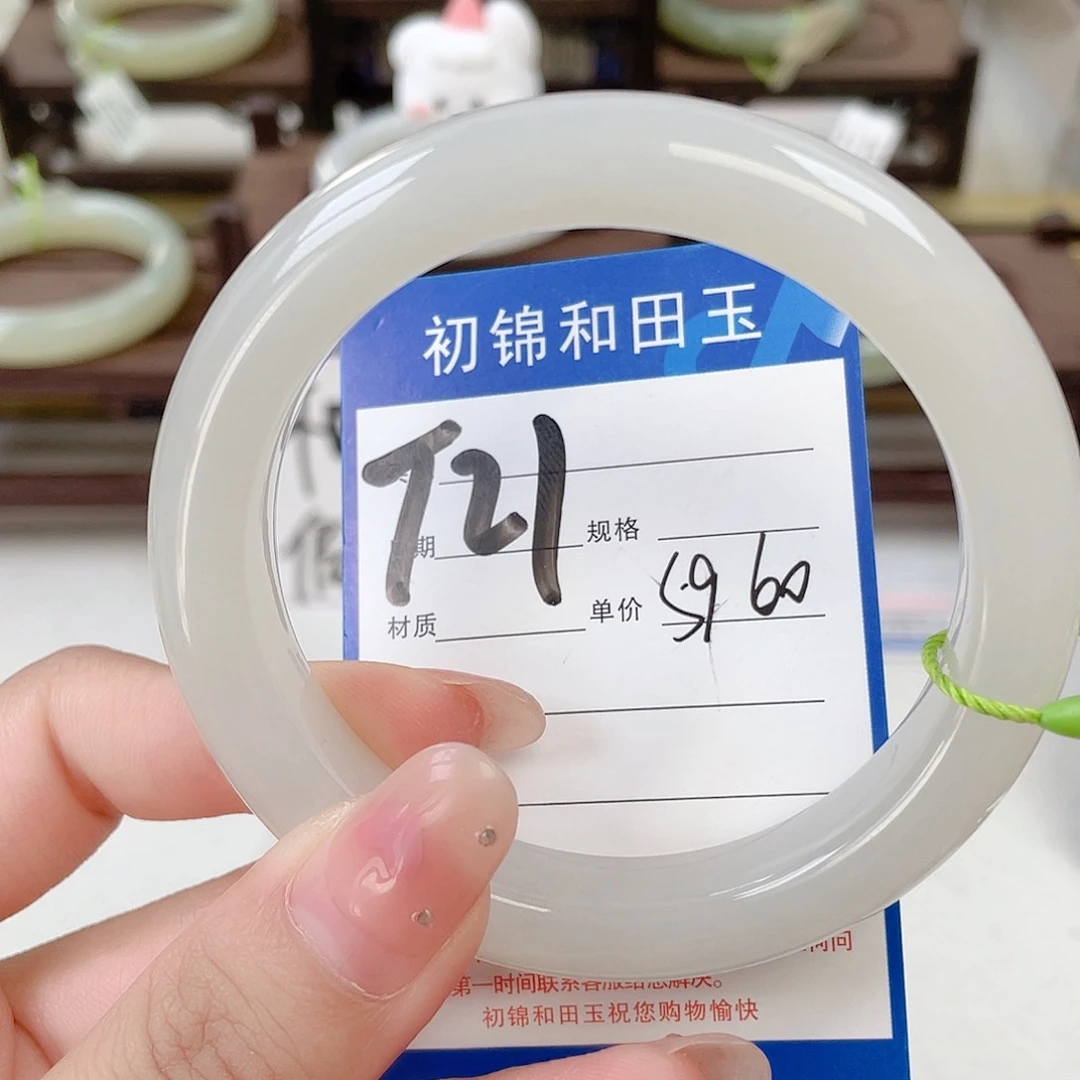 初锦和田玉
T21
期
规格
材质
单价 59 60
第一时间联系客服给您解决。
初锦和田玉祝您购物愉快